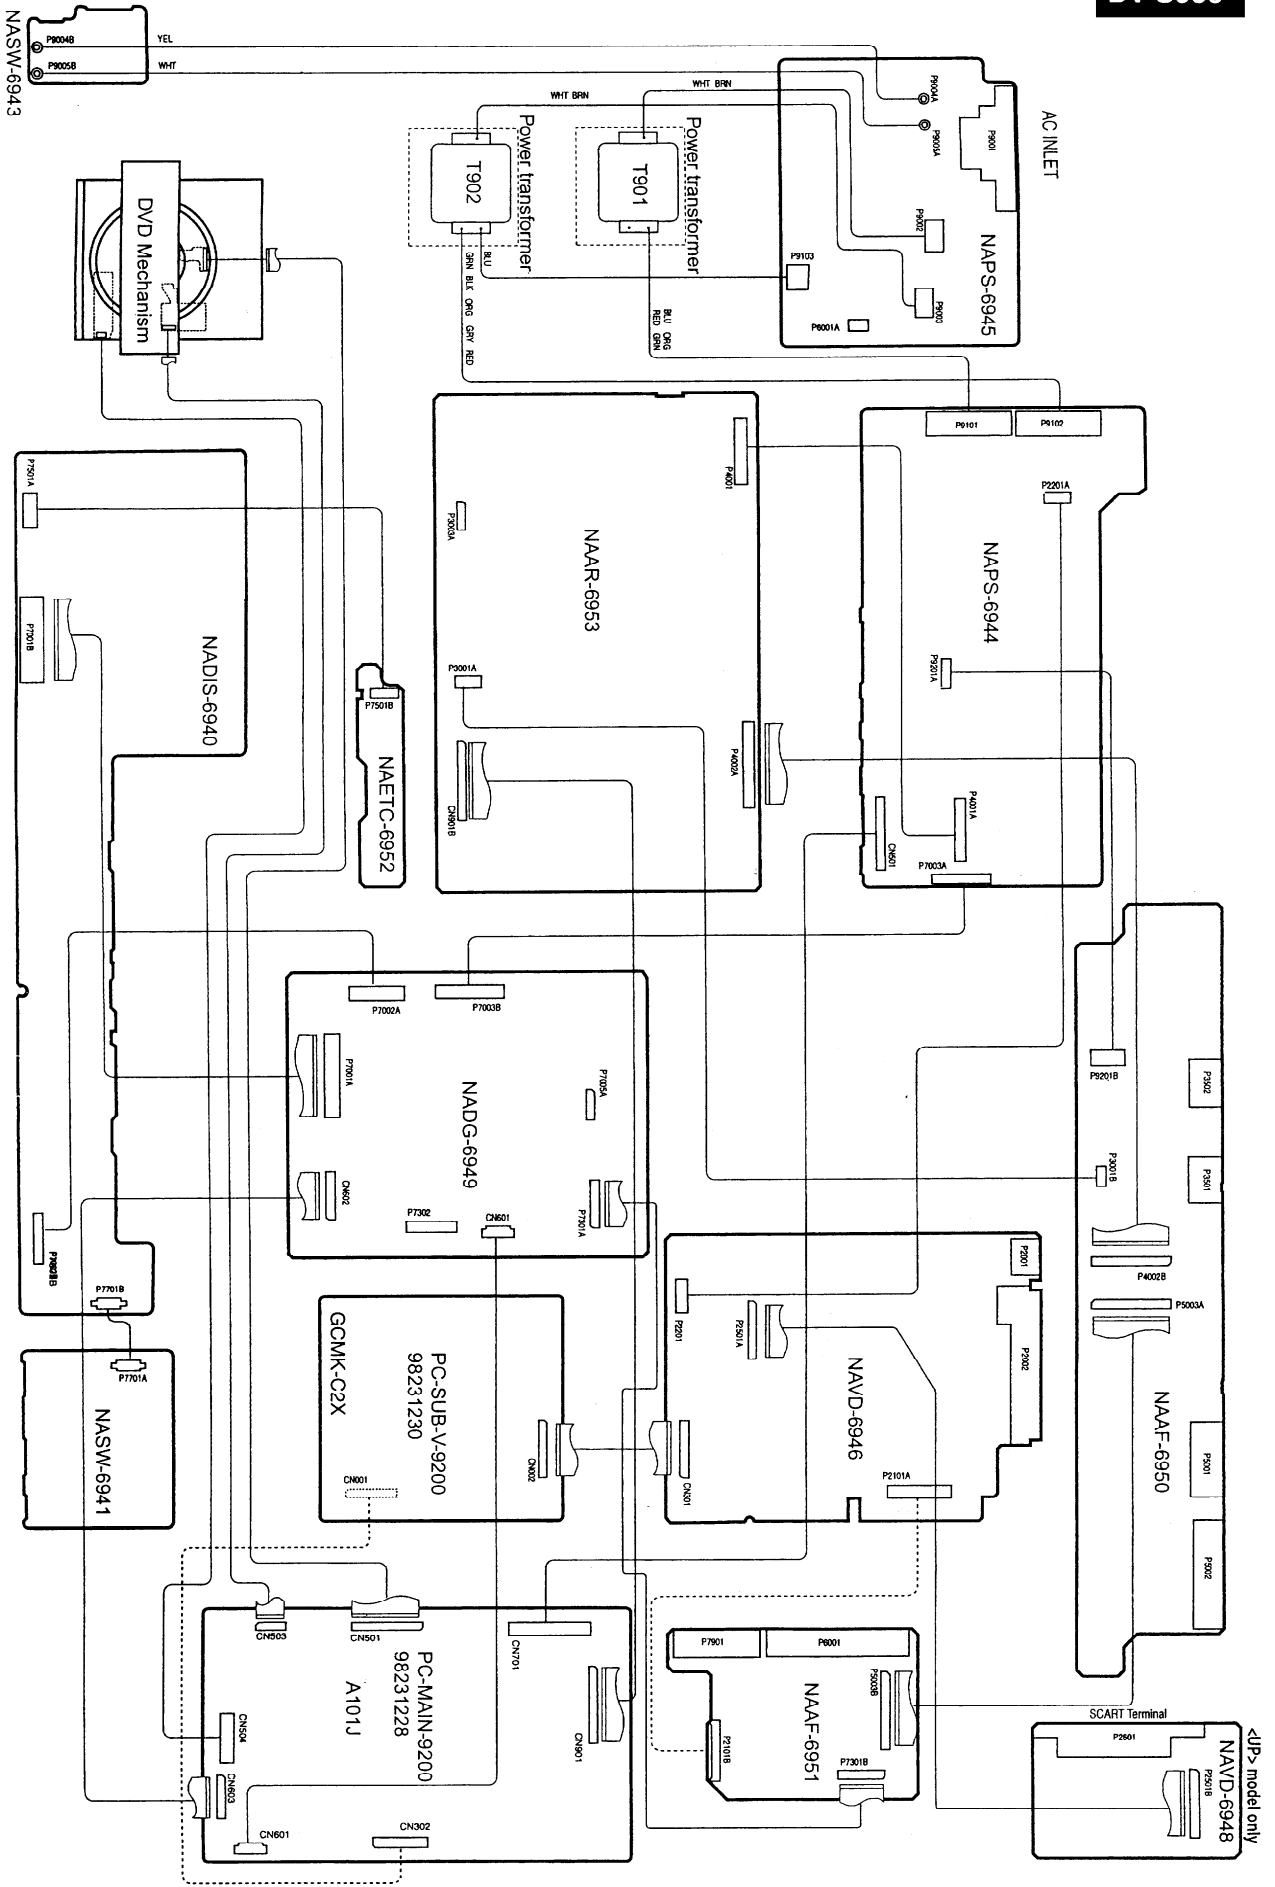 NASW-6943
P9004B
YEL
P9005B
WHT
WHT BRN
WHT BRN
P9004A
P9005A
P9001
AC INLET
P9002
P9003
P9103
P6001A
NAPS-6945
Power transformer
T901
Power transformer
T902
BLU
GRN BLK ORG GRY RED
BLU ORG
RED GRN
DVD Mechanism
P9101
P9102
P2201A
NAPS-6944
P9201A
P4001A
CN501
P7003A
P4001
P3003A
NAAR-6953
P3001A
P4002A
CN901B
P7501A
P7001B
NADIS-6940
P7501B
NAETC-6952
P7002A
P7003B
P7001A
P7005A
NADG-6949
CN602
P7302
CN601
P7301A
P9201B
P3502
P3001B
P3501
P4002B
P5003A
NAAF-6950
P5001
P5002
P2001
P2002
P2201
P2501A
NAVD-6946
P2101A
CN301
P7701B
P7701A
NASW-6941
GCMK-C2X
PC-SUB-V-9200
98231230
CN002
CN001
CN503
CN501
CN701
PC-MAIN-9200
98231228
A101J
CN901
CN504
CN603
CN601
CN302
P7901
P6001
P5003B
NAAF-6951
P2101B
P7301B
SCART Terminal
P2601
P2501B
NAVD-6948
<UP> model only